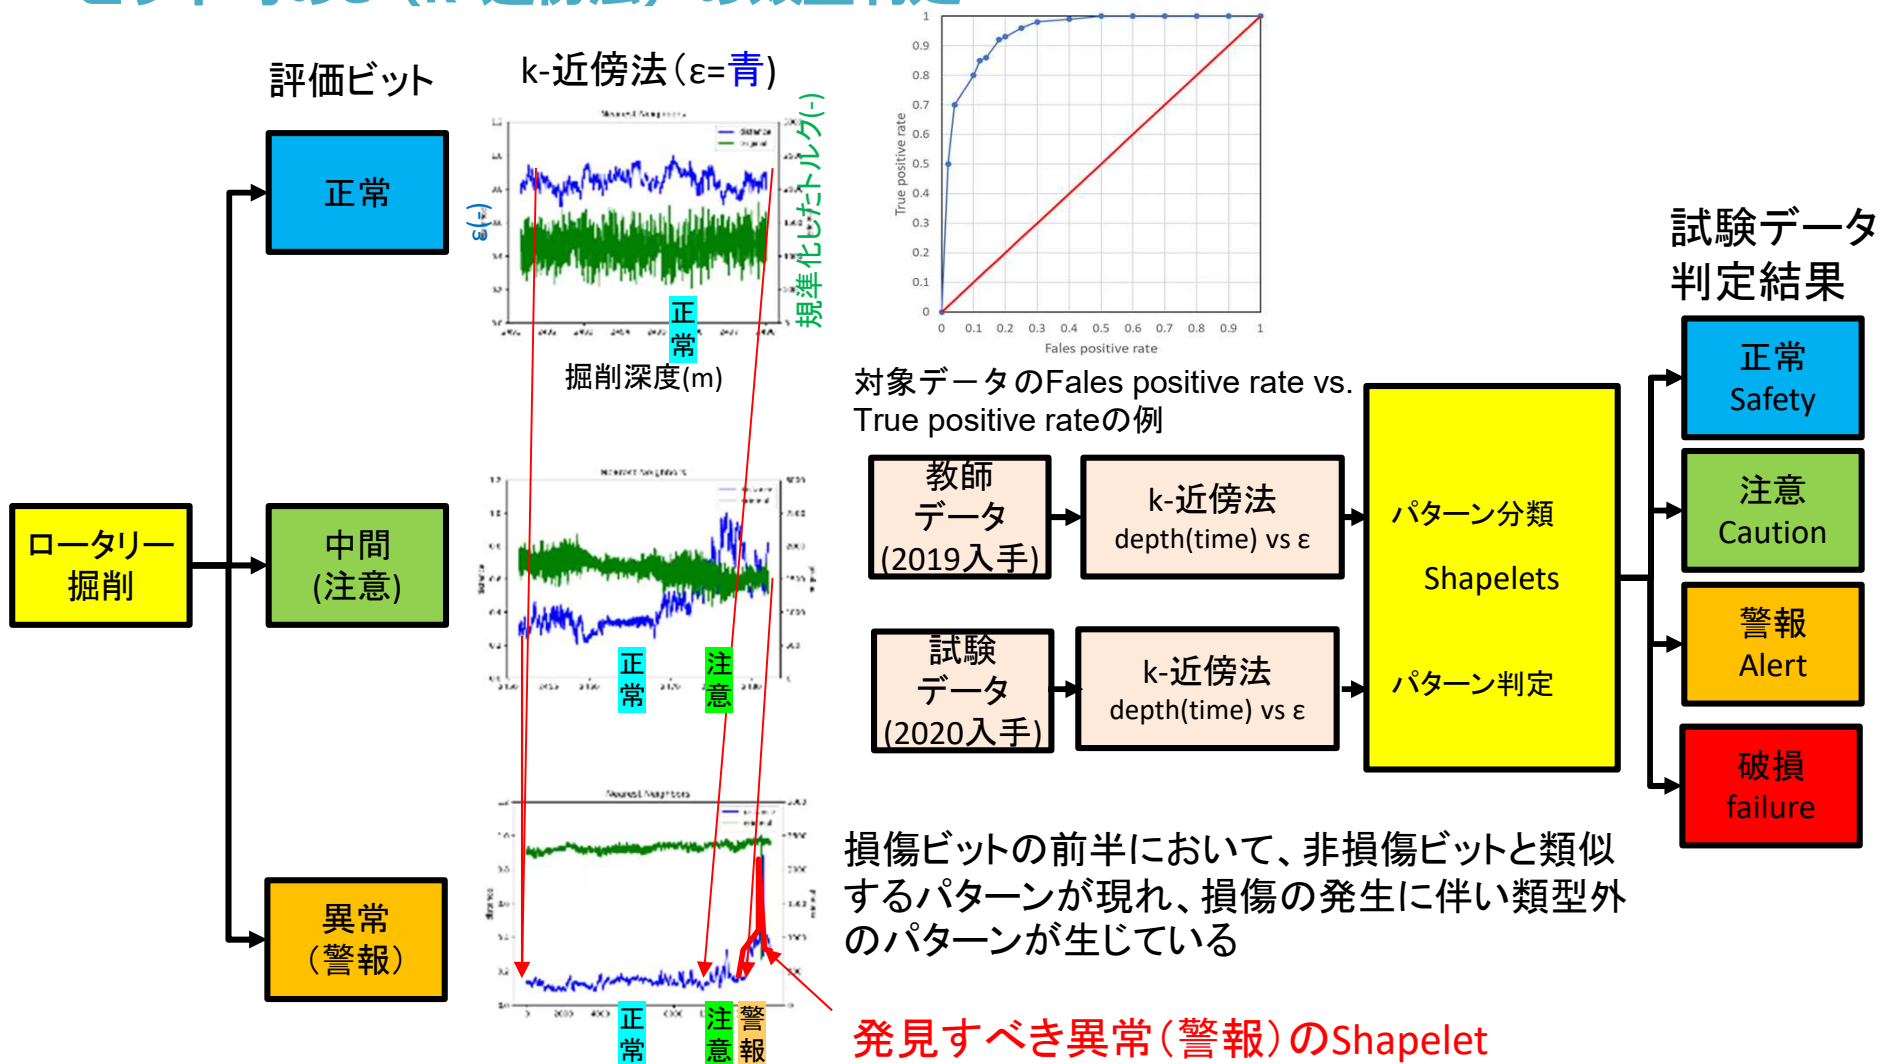 評価ビット
k-近傍法（ε=青）
正常
Nearest Neighbors
distance
original
ε(-)
規準化したトルク(-)
正常
掘削深度(m)
1
0.9
0.8
0.7
0.6
0.5
0.4
0.3
0.2
0.1
0
True positive rate
0 0.1 0.2 0.3 0.4 0.5 0.6 0.7 0.8 0.9 1
Fales positive rate
対象データのFales positive rate vs.
True positive rateの例
試験データ
判定結果
ロータリー
掘削
中間
(注意)
Nearest Neighbors
正常
注意
異常
（警報）
Nearest Neighbors
正常
注意
警報
教師
データ
(2019入手)
k-近傍法
depth(time) vs ε
試験
データ
(2020入手)
k-近傍法
depth(time) vs ε
パターン分類
Shapelets
パターン判定
正常
Safety
注意
Caution
警報
Alert
破損
failure
損傷ビットの前半において、非損傷ビットと類似
するパターンが現れ、損傷の発生に伴い類型外
のパターンが生じている
発見すべき異常（警報）のShapelet